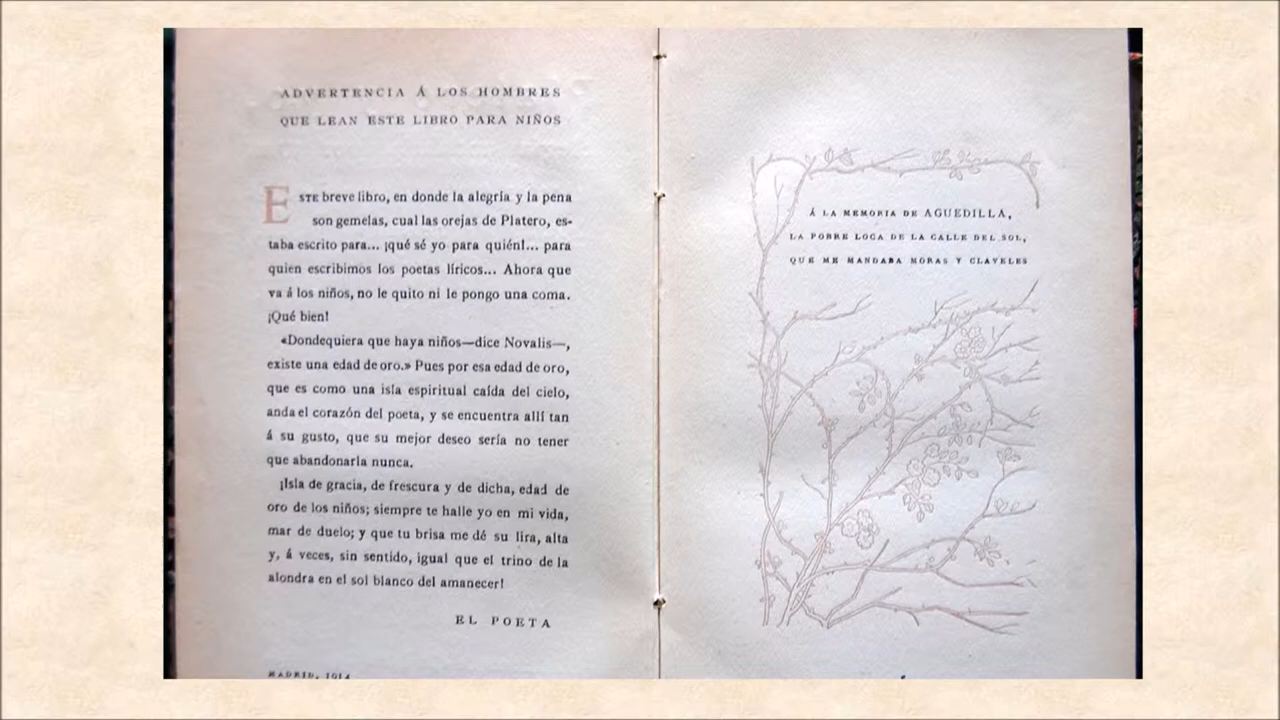 ADVERTENCIA Á LOS HOMBRES
QUE LEAN ESTE LIBRO PARA NIÑOS
ESTE breve libro, en donde la alegría y la pena
son gemelas, cual las orejas de Platero, es-
taba escrito para... ¡qué sé yo para quién!... para
quien escribimos los poetas líricos... Ahora que
va á los niños, no le quito ni le pongo una coma.
¡Qué bien!
«Dondequiera que haya niños—dice Novalis—,
existe una edad de oro.» Pues por esa edad de oro,
que es como una isla espiritual caída del cielo,
anda el corazón del poeta, y se encuentra allí tan
á su gusto, que su mejor deseo sería no tener
que abandonarla nunca.
¡Isla de gracia, de frescura y de dicha, edad de
oro de los niños; siempre te halle yo en mi vida,
mar de duelo; y que tu brisa me dé su lira, alta
y, á veces, sin sentido, igual que el trino de la
alondra en el sol blanco del amanecer!
EL POETA
MADRID, 1914
Á LA MEMORIA DE AGUEDILLA,
LA POBRE LOCA DE LA CALLE DEL SOL,
QUE ME MANDABA MORAS Y CLAVELES